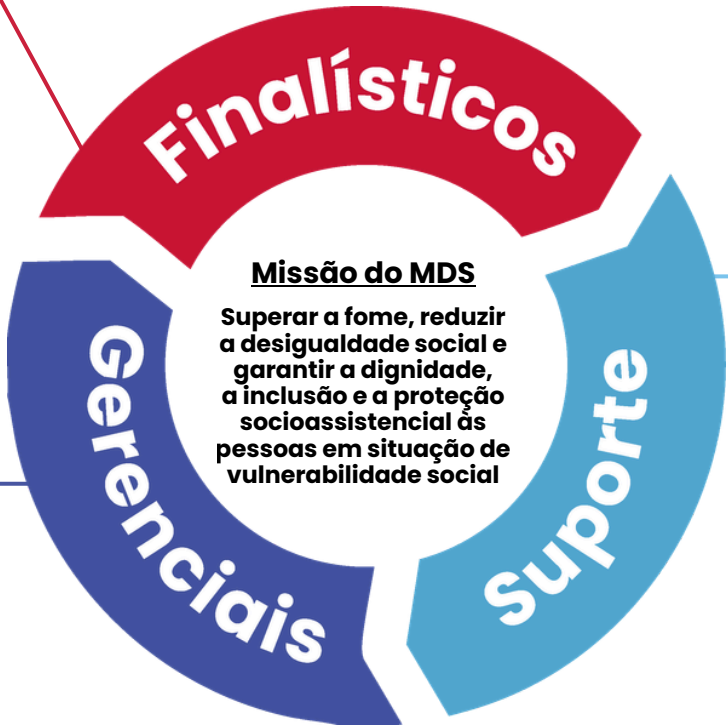 Finalísticos
Missão do MDS
Superar a fome, reduzir
a desigualdade social e
garantir a dignidade,
a inclusão e a proteção
socioassistencial às
pessoas em situação de
vulnerabilidade social
Gerenciais
Suporte